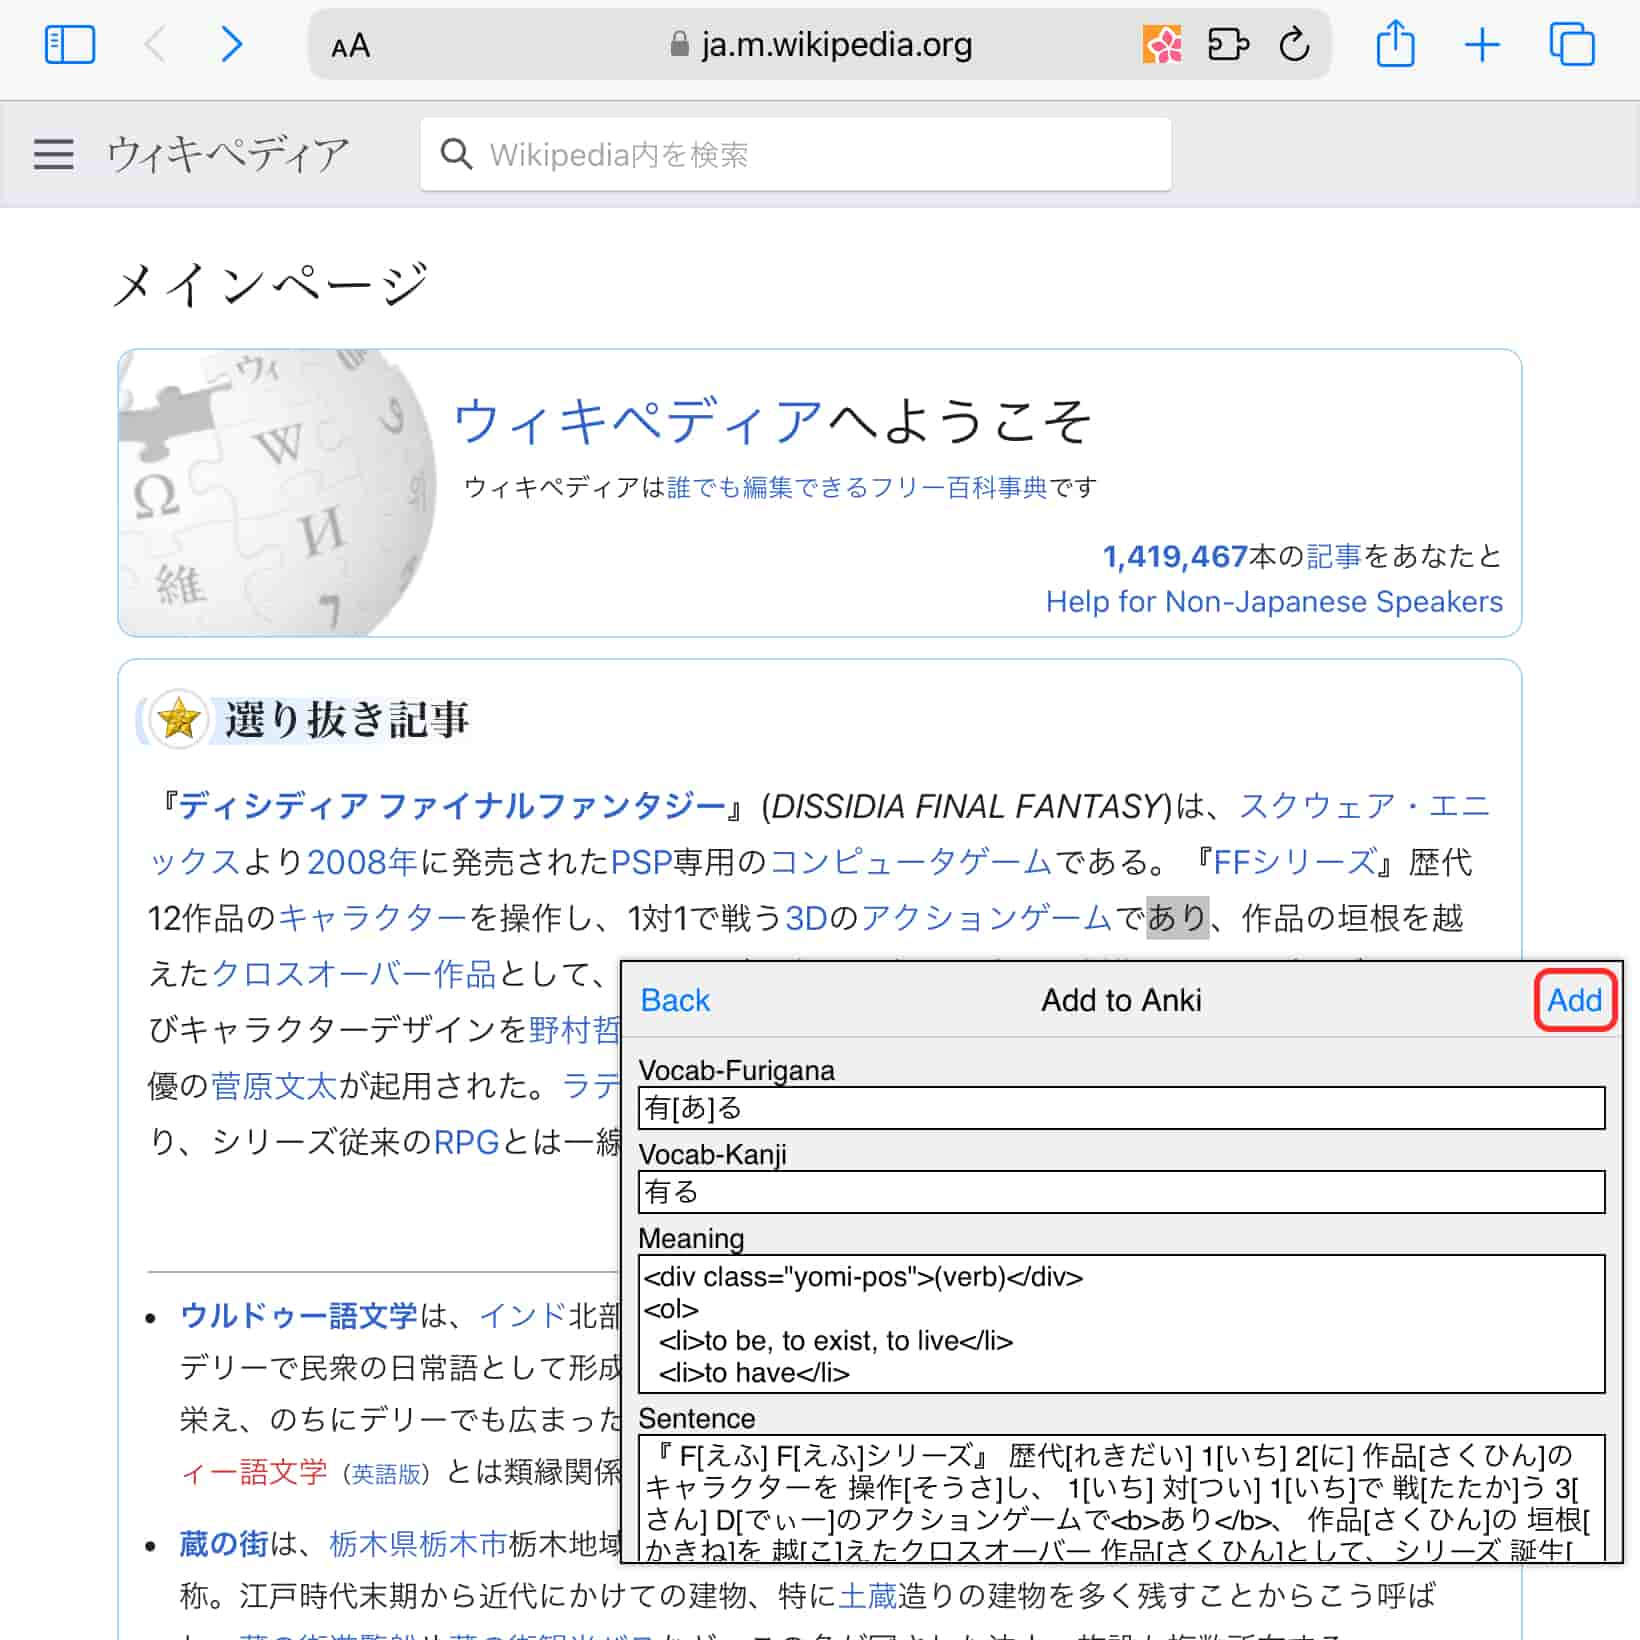 AA
ja.m.wikipedia.org
ウィキペディア
Wikipedia内を検索
メインページ
ウィ
W
Ω
И
維
7
ウィキペディアへようこそ
ウィキペディアは誰でも編集できるフリー百科事典です
1,419,467本の記事をあなたと
Help for Non-Japanese Speakers
選り抜き記事
『ディシディア ファイナルファンタジー』(DISSIDIA FINAL FANTASY)は、スクウェア・エニ
ックスより2008年に発売されたPSP専用のコンピュータゲームである。『FFシリーズ』歴代
12作品のキャラクターを操作し、1対1で戦う3Dのアクションゲームであり、作品の垣根を越
えたクロスオーバー作品として、
びキャラクターデザインを野村哲
優の菅原文太が起用された。ラデ
り、シリーズ従来のRPGとは一線
ウルドゥー語文学は、インド北部
デリーで民衆の日常語として形成
栄え、のちにデリーでも広まった
ィー語文学（英語版）とは類縁関係
蔵の街は、栃木県栃木市栃木地域
称。江戸時代末期から近代にかけての建物、特に土蔵造りの建物を多く残すことからこう呼ば
Back
Add to Anki
Add
Vocab-Furigana
有[あ]る
Vocab-Kanji
有る
Meaning
<div class="yomi-pos">(verb)</div>
<ol>
<li>to be, to exist, to live</li>
<li>to have</li>
Sentence
『 F[えふ] F[えふ]シリーズ』 歴代[れきだい] 1[いち] 2[に] 作品[さくひん]の
キャラクターを 操作[そうさ]し、 1[いち] 対[つい] 1[いち]で 戦[たたか]う 3[
さん] D[でぃー]のアクションゲームで<b>あり</b>、 作品[さくひん]の 垣根[
かきね]を 越[こ]えたクロスオーバー 作品[さくひん]として、 シリーズ 誕生[